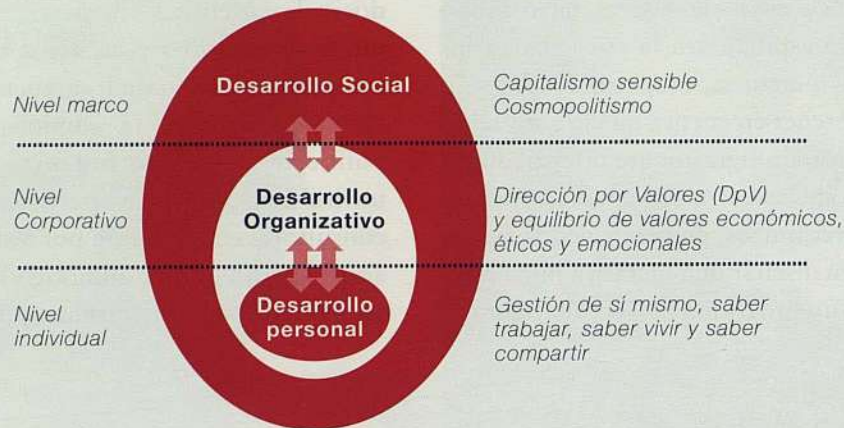 Desarrollo Social
Capitalismo sensible
Nivel marco
Cosmopolitismo
Nivel
Corporativo
Desarrollo
Organizativo
Dirección por Valores (DpV)
y equilibrio de valores económicos,
éticos y emocionales
Nivel
individual
Desarrollo
personal
Gestión de sí mismo, saber
trabajar, saber vivir y saber
compartir